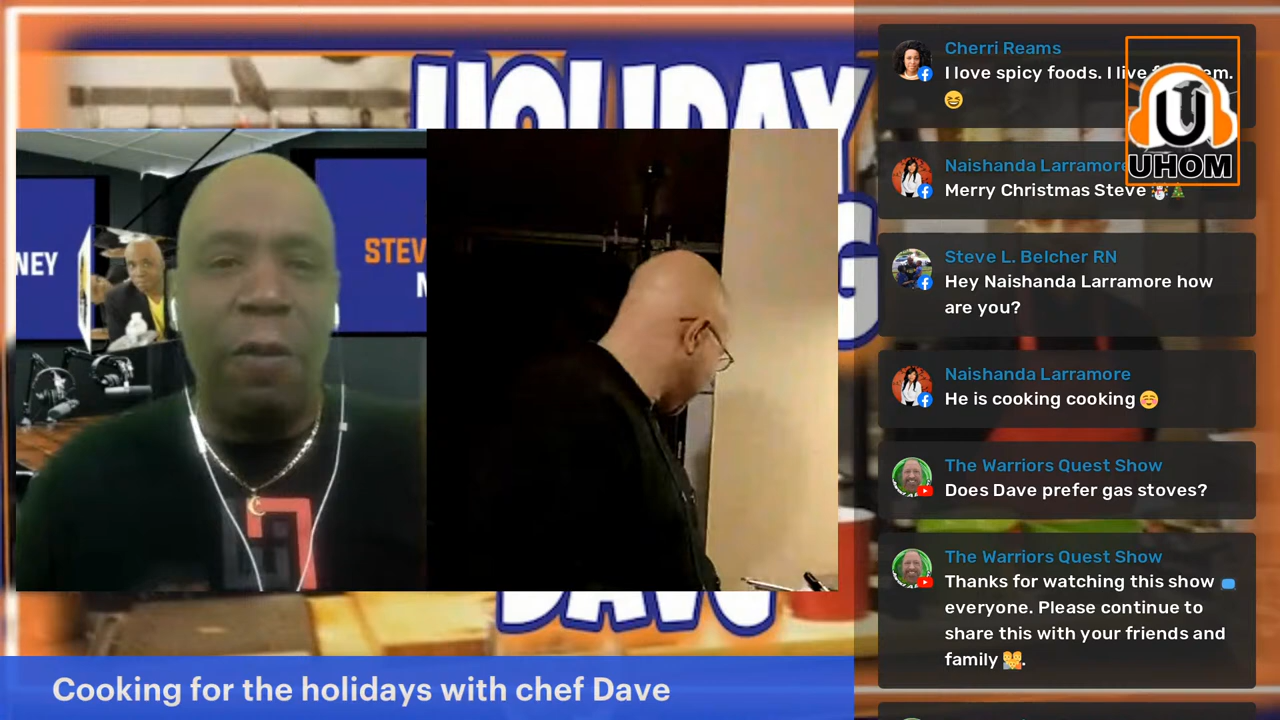 HOLIDAY
G
DAVE
NEY
STEV
N
Cooking for the holidays with chef Dave
Cherri Reams
I love spicy foods. I live em.
😆
Naishanda Larramore
Merry Christmas Steve ☃️🎄
Steve L. Belcher RN
Hey Naishanda Larramore how
are you?
Naishanda Larramore
He is cooking cooking ☺️
The Warriors Quest Show
Does Dave prefer gas stoves?
The Warriors Quest Show
Thanks for watching this show
everyone. Please continue to
share this with your friends and
family 👪.
U
UHOM